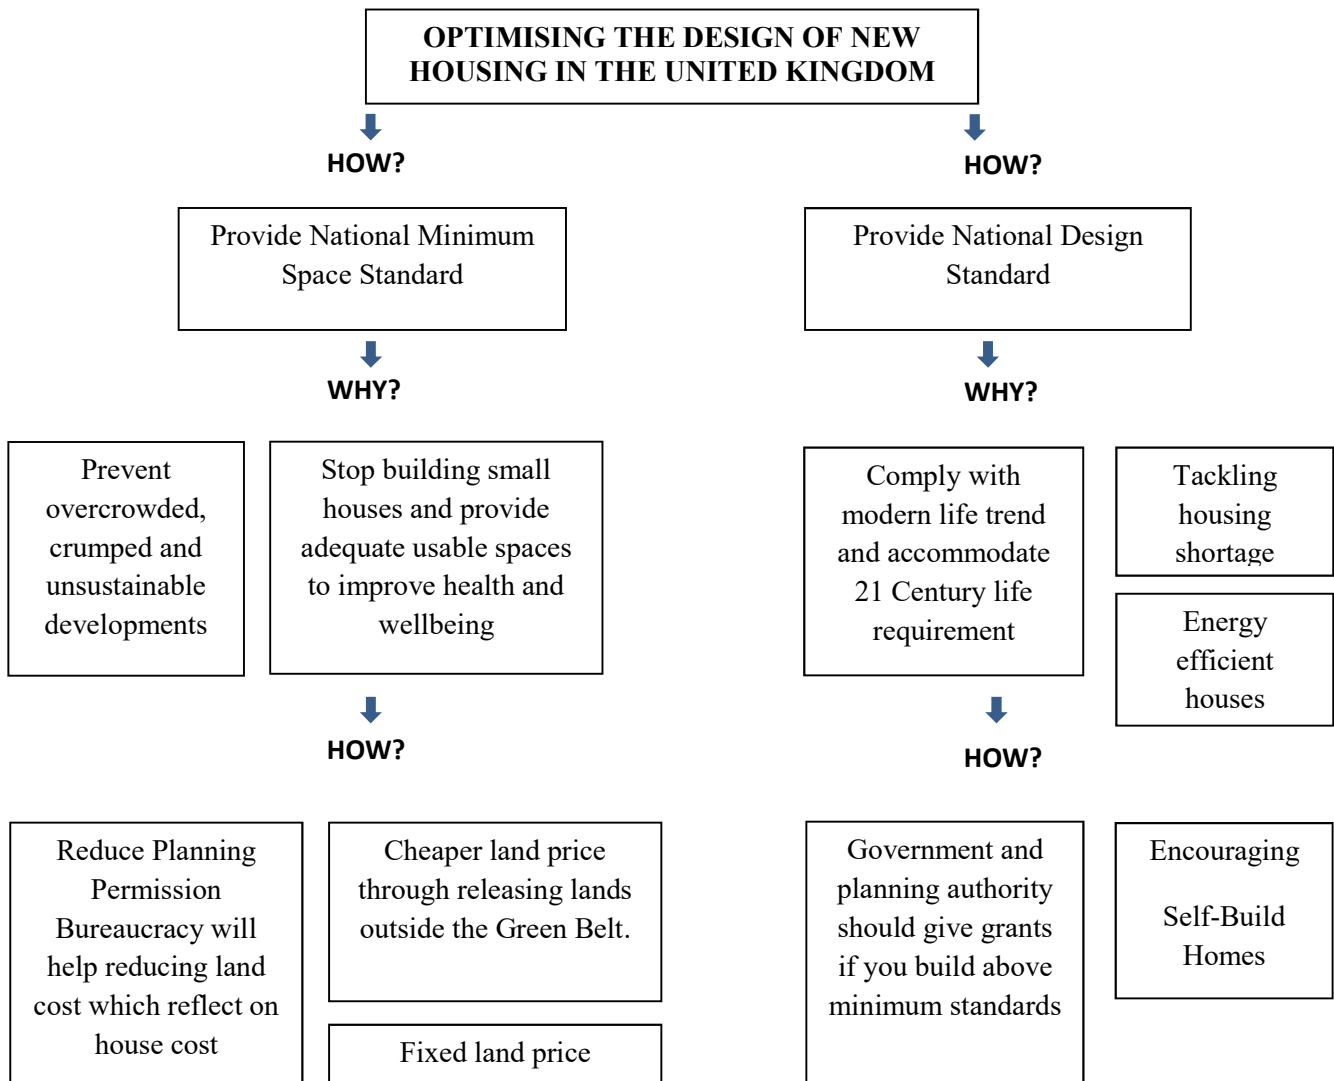 OPTIMISING THE DESIGN OF NEW
HOUSING IN THE UNITED KINGDOM
HOW?
HOW?
Provide National Minimum
Space Standard
Provide National Design
Standard
WHY?
WHY?
Prevent
overcrowded,
crumped and
unsustainable
developments
Stop building small
houses and provide
adequate usable spaces
to improve health and
wellbeing
Comply with
modern life trend
and accommodate
21 Century life
requirement
Tackling
housing
shortage
Energy
efficient
houses
HOW?
HOW?
Reduce Planning
Permission
Bureaucracy will
help reducing land
cost which reflect on
house cost
Cheaper land price
through releasing lands
outside the Green Belt.
Fixed land price
Government and
planning authority
should give grants
if you build above
minimum standards
Encouraging
Self-Build
Homes